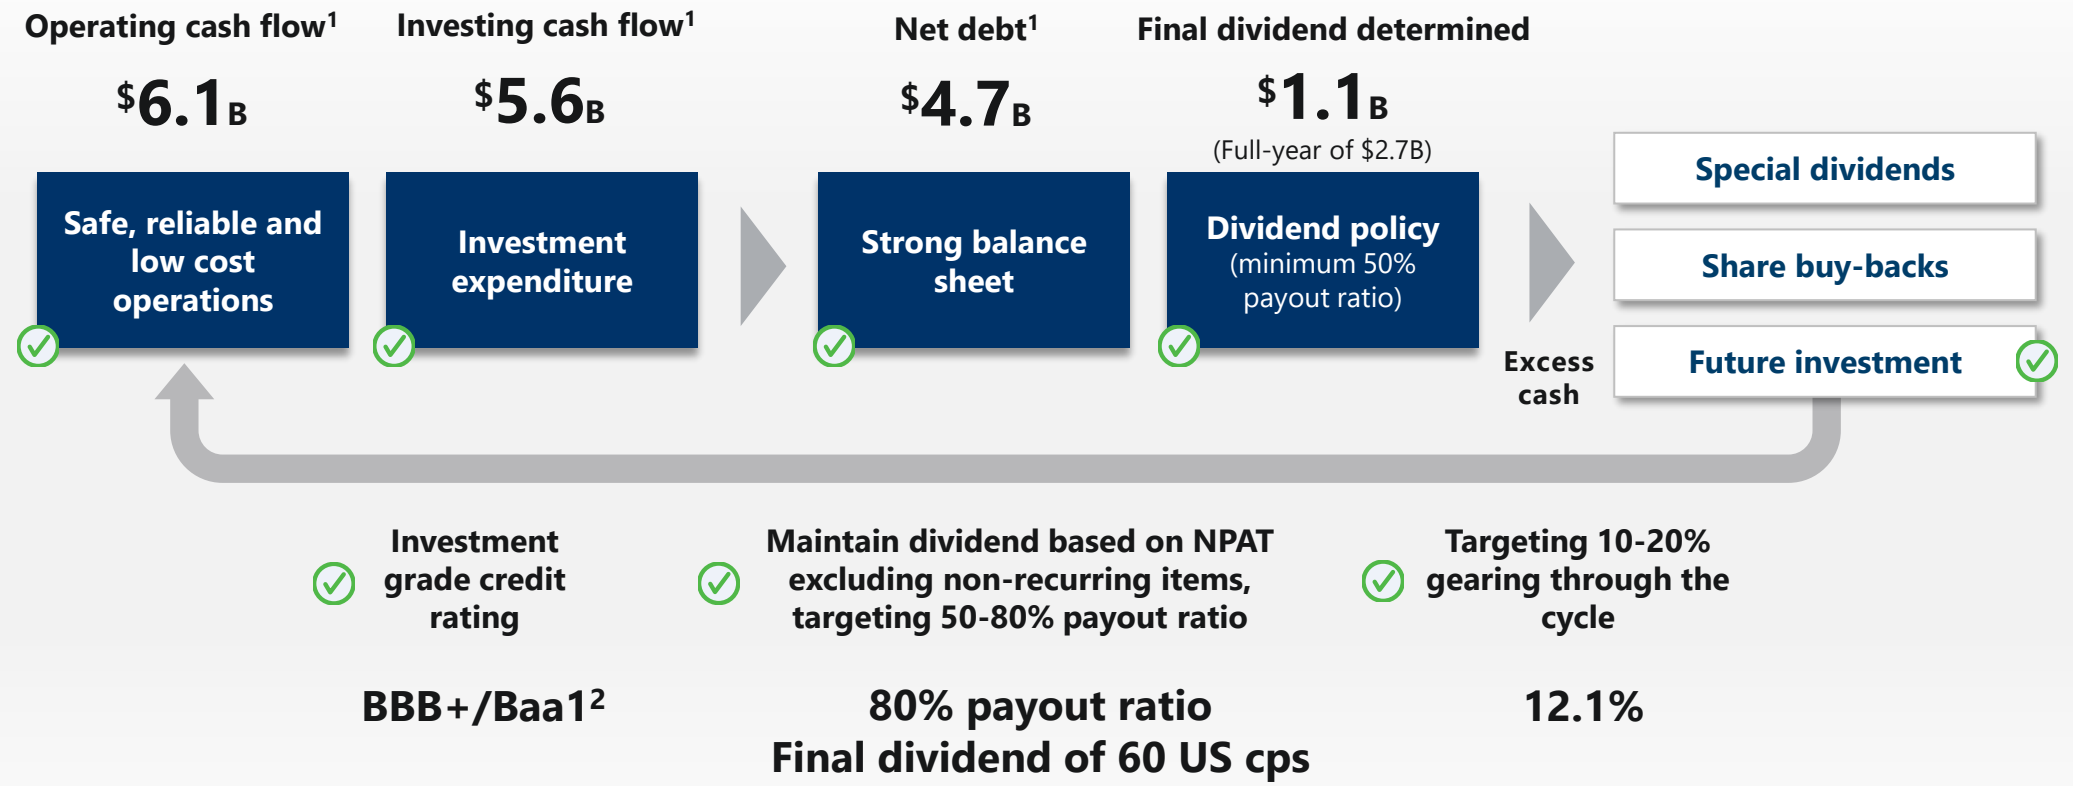 Operating cash flow¹
$6.1B
Safe, reliable and
low cost
operations
Investing cash flow¹
$5.6B
Investment
expenditure
Net debt¹
$4.7B
Strong balance
sheet
Final dividend determined
$1.1B
(Full-year of $2.7B)
Dividend policy
(minimum 50%
payout ratio)
Excess
cash
Special dividends
Share buy-backs
Future investment
Investment
grade credit
rating
BBB+/Baa1²
Maintain dividend based on NPAT
excluding non-recurring items,
targeting 50-80% payout ratio
80% payout ratio
Final dividend of 60 US cps
Targeting 10-20%
gearing through the
cycle
12.1%